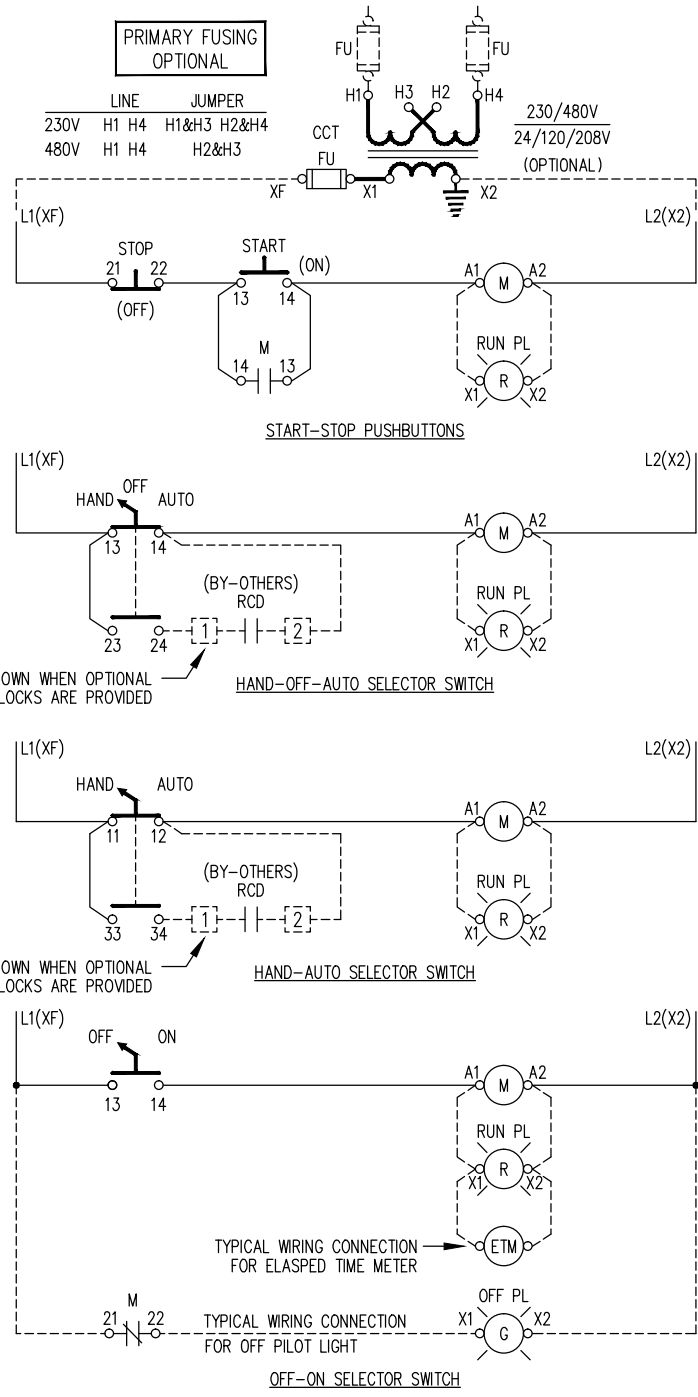 PRIMARY FUSING
OPTIONAL
FU FU
H1 H3 H2 H4
LINE JUMPER
230V H1 H4 H1&H3 H2&H4
480V H1 H4 H2&H3
230/480V
24/120/208V
(OPTIONAL)
CCT
FU
XF X1 X2
L1(XF) L2(X2)
STOP START
21 22 (ON) A1 M A2
(OFF) 13 14
M RUN PL
14 13 R
X1 X2
START-STOP PUSHBUTTONS
L1(XF) L2(X2)
OFF
HAND AUTO
13 14 A1 M A2
(BY-OTHERS) RUN PL
RCD
23 24 1 2 X1 R X2
OWN WHEN OPTIONAL
LOCKS ARE PROVIDED
HAND-OFF-AUTO SELECTOR SWITCH
L1(XF) L2(X2)
HAND AUTO
11 12 A1 M A2
(BY-OTHERS) RUN PL
RCD
33 34 1 2 X1 R X2
OWN WHEN OPTIONAL
LOCKS ARE PROVIDED
HAND-AUTO SELECTOR SWITCH
L1(XF) L2(X2)
OFF ON
13 14 A1 M A2
RUN PL
X1 R X2
TYPICAL WIRING CONNECTION ETM
FOR ELASPED TIME METER
M OFF PL
21 22 TYPICAL WIRING CONNECTION X1 G X2
FOR OFF PILOT LIGHT
OFF-ON SELECTOR SWITCH